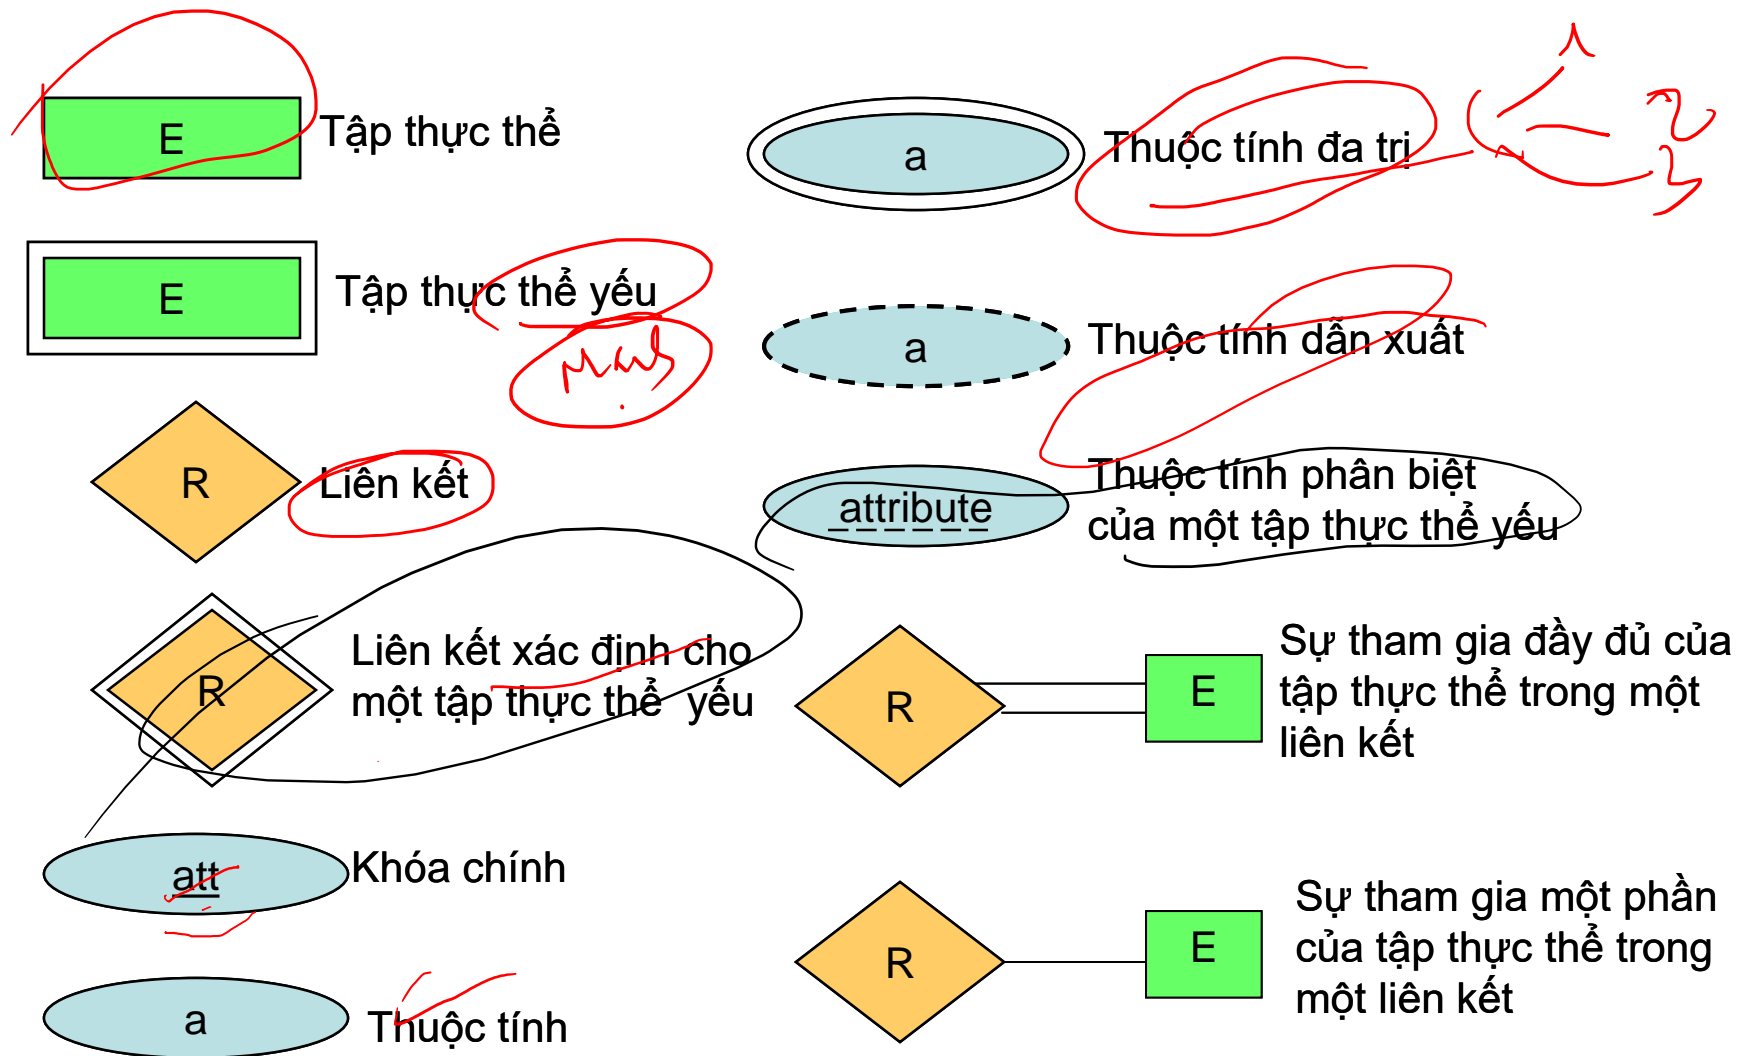 E
Tập thực thể
E
Tập thực thể yếu
R
Liên kết
R
Liên kết xác định cho
một tập thực thể yếu
att
Khóa chính
a
Thuộc tính
a
Thuộc tính đa trị
1
2
3
a
Thuộc tính dẫn xuất
attribute
Thuộc tính phân biệt
của một tập thực thể yếu
R
E
Sự tham gia đầy đủ của
tập thực thể trong một
liên kết
R
E
Sự tham gia một phần
của tập thực thể trong
một liên kết